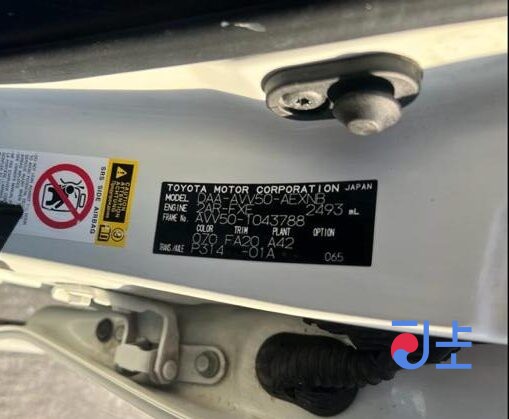 TOYOTA MOTOR CORPORATION JAPAN
MODEL DAA-AVV50-AEXNB
ENGINE 2AR-FXE 2493 mL
FRAME No. AVV50-1043788
COLOR TRIM PLANT OPTION
070 FA20 A42
TRANS/AXLE P314 -01A 065
SRS SIDE AIRBAG